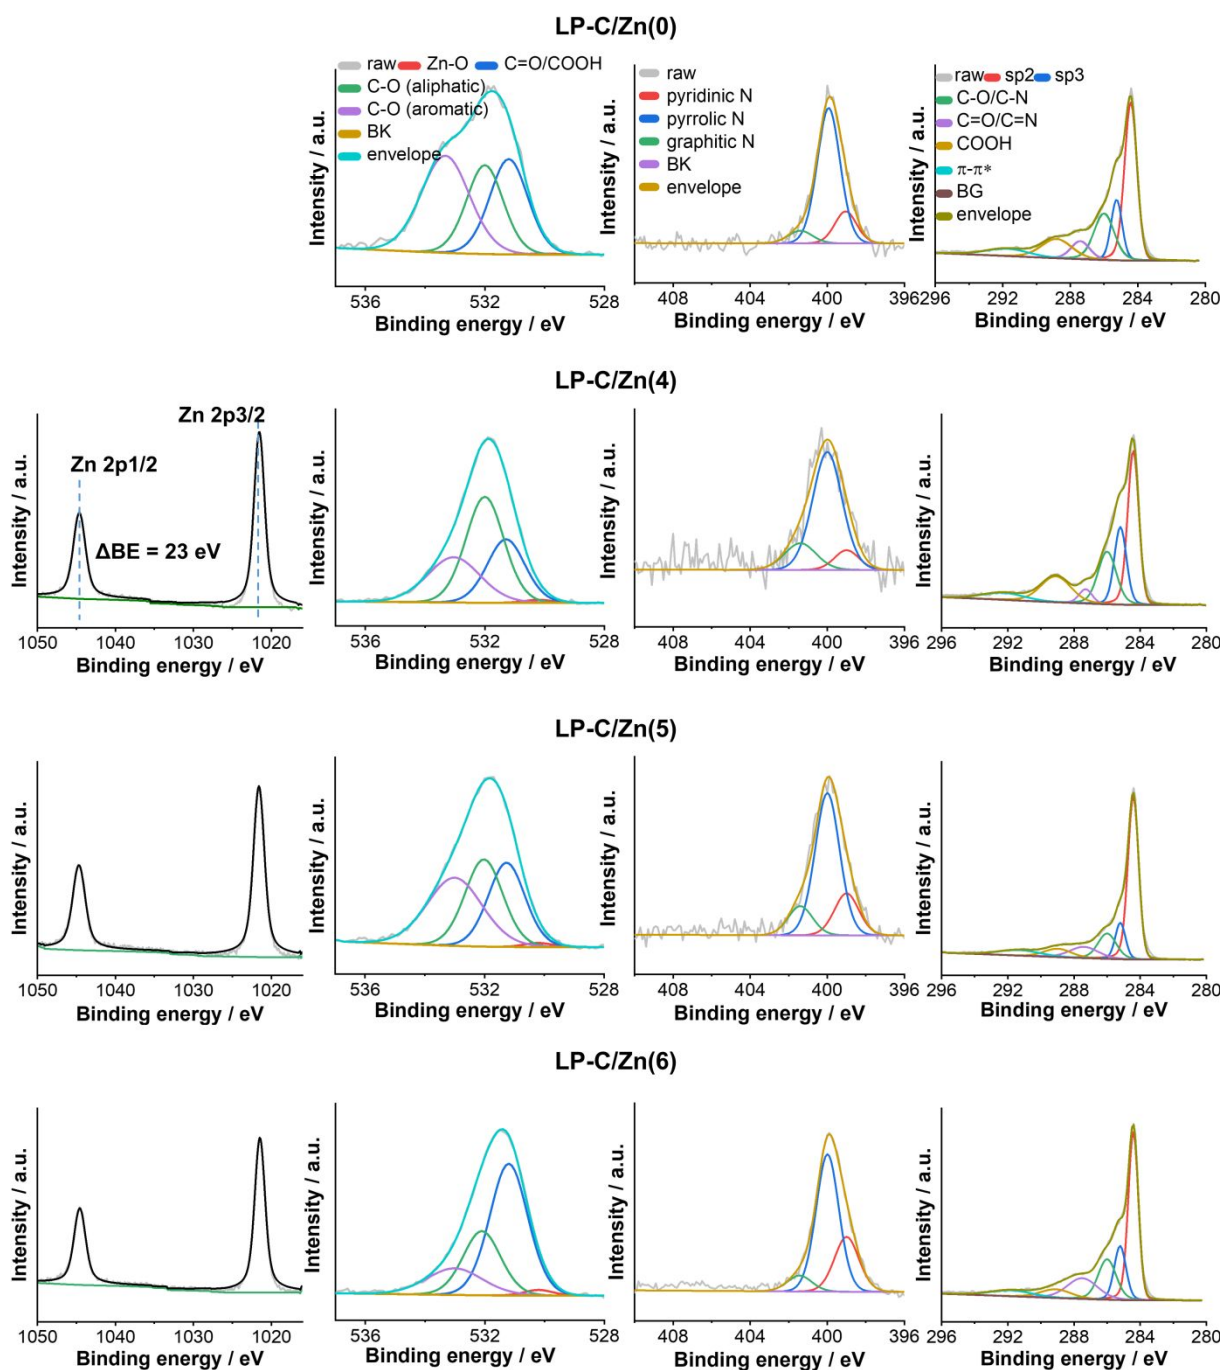 LP-C/Zn(0)
Intensity / a.u.
raw Zn-O C=O/COOH
C-O (aliphatic)
C-O (aromatic)
BK
envelope
536 532 528
Binding energy / eV
Intensity / a.u.
raw
pyridinic N
pyrrolic N
graphitic N
BK
envelope
408 404 400 396
Binding energy / eV
Intensity / a.u.
raw sp2 sp3
C-O/C-N
C=O/C=N
COOH
π-π*
BG
envelope
296 292 288 284 280
Binding energy / eV
LP-C/Zn(4)
Intensity / a.u.
Zn 2p3/2
Zn 2p1/2
ΔBE = 23 eV
1050 1040 1030 1020
Binding energy / eV
Intensity / a.u.
536 532 528
Binding energy / eV
Intensity / a.u.
408 404 400 396
Binding energy / eV
Intensity / a.u.
296 292 288 284 280
Binding energy / eV
LP-C/Zn(5)
Intensity / a.u.
1050 1040 1030 1020
Binding energy / eV
Intensity / a.u.
536 532 528
Binding energy / eV
Intensity / a.u.
408 404 400 396
Binding energy / eV
Intensity / a.u.
296 292 288 284 280
Binding energy / eV
LP-C/Zn(6)
Intensity / a.u.
1050 1040 1030 1020
Binding energy / eV
Intensity / a.u.
536 532 528
Binding energy / eV
Intensity / a.u.
408 404 400 396
Binding energy / eV
Intensity / a.u.
296 292 288 284 280
Binding energy / eV